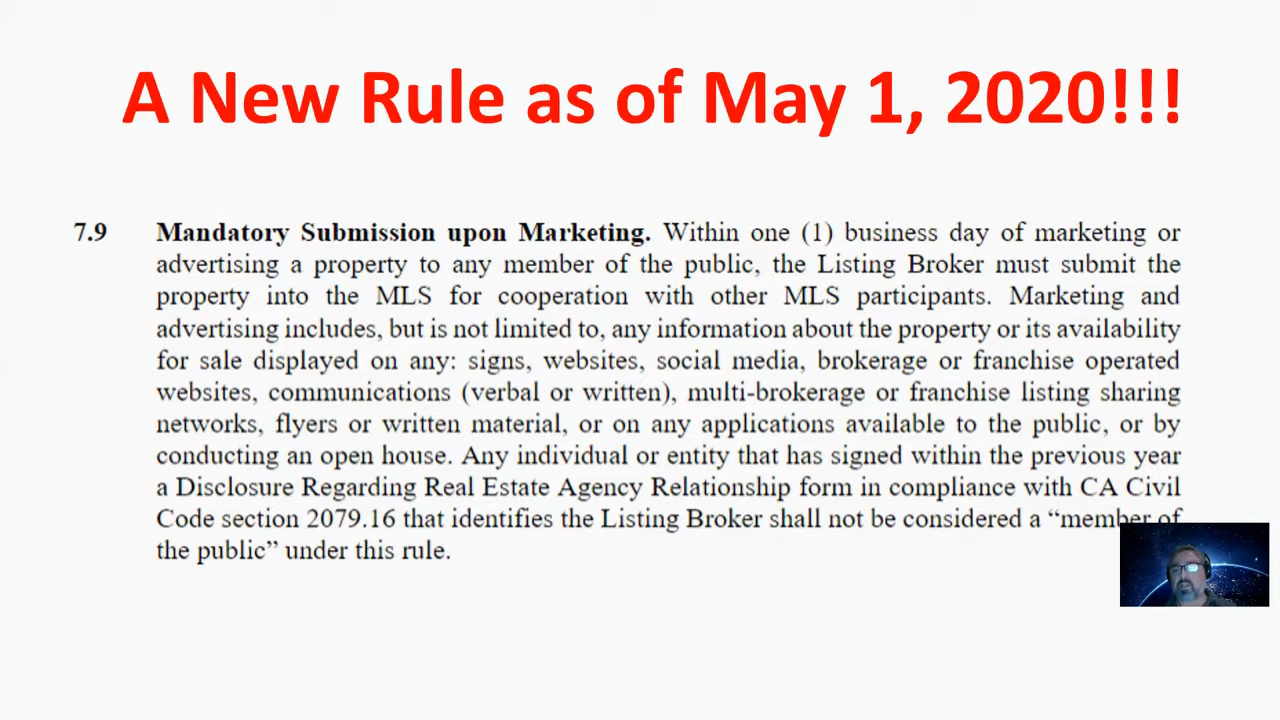 A New Rule as of May 1, 2020!!!
7.9 Mandatory Submission upon Marketing. Within one (1) business day of marketing or
advertising a property to any member of the public, the Listing Broker must submit the
property into the MLS for cooperation with other MLS participants. Marketing and
advertising includes, but is not limited to, any information about the property or its availability
for sale displayed on any: signs, websites, social media, brokerage or franchise operated
websites, communications (verbal or written), multi-brokerage or franchise listing sharing
networks, flyers or written material, or on any applications available to the public, or by
conducting an open house. Any individual or entity that has signed within the previous year
a Disclosure Regarding Real Estate Agency Relationship form in compliance with CA Civil
Code section 2079.16 that identifies the Listing Broker shall not be considered a “member of
the public” under this rule.